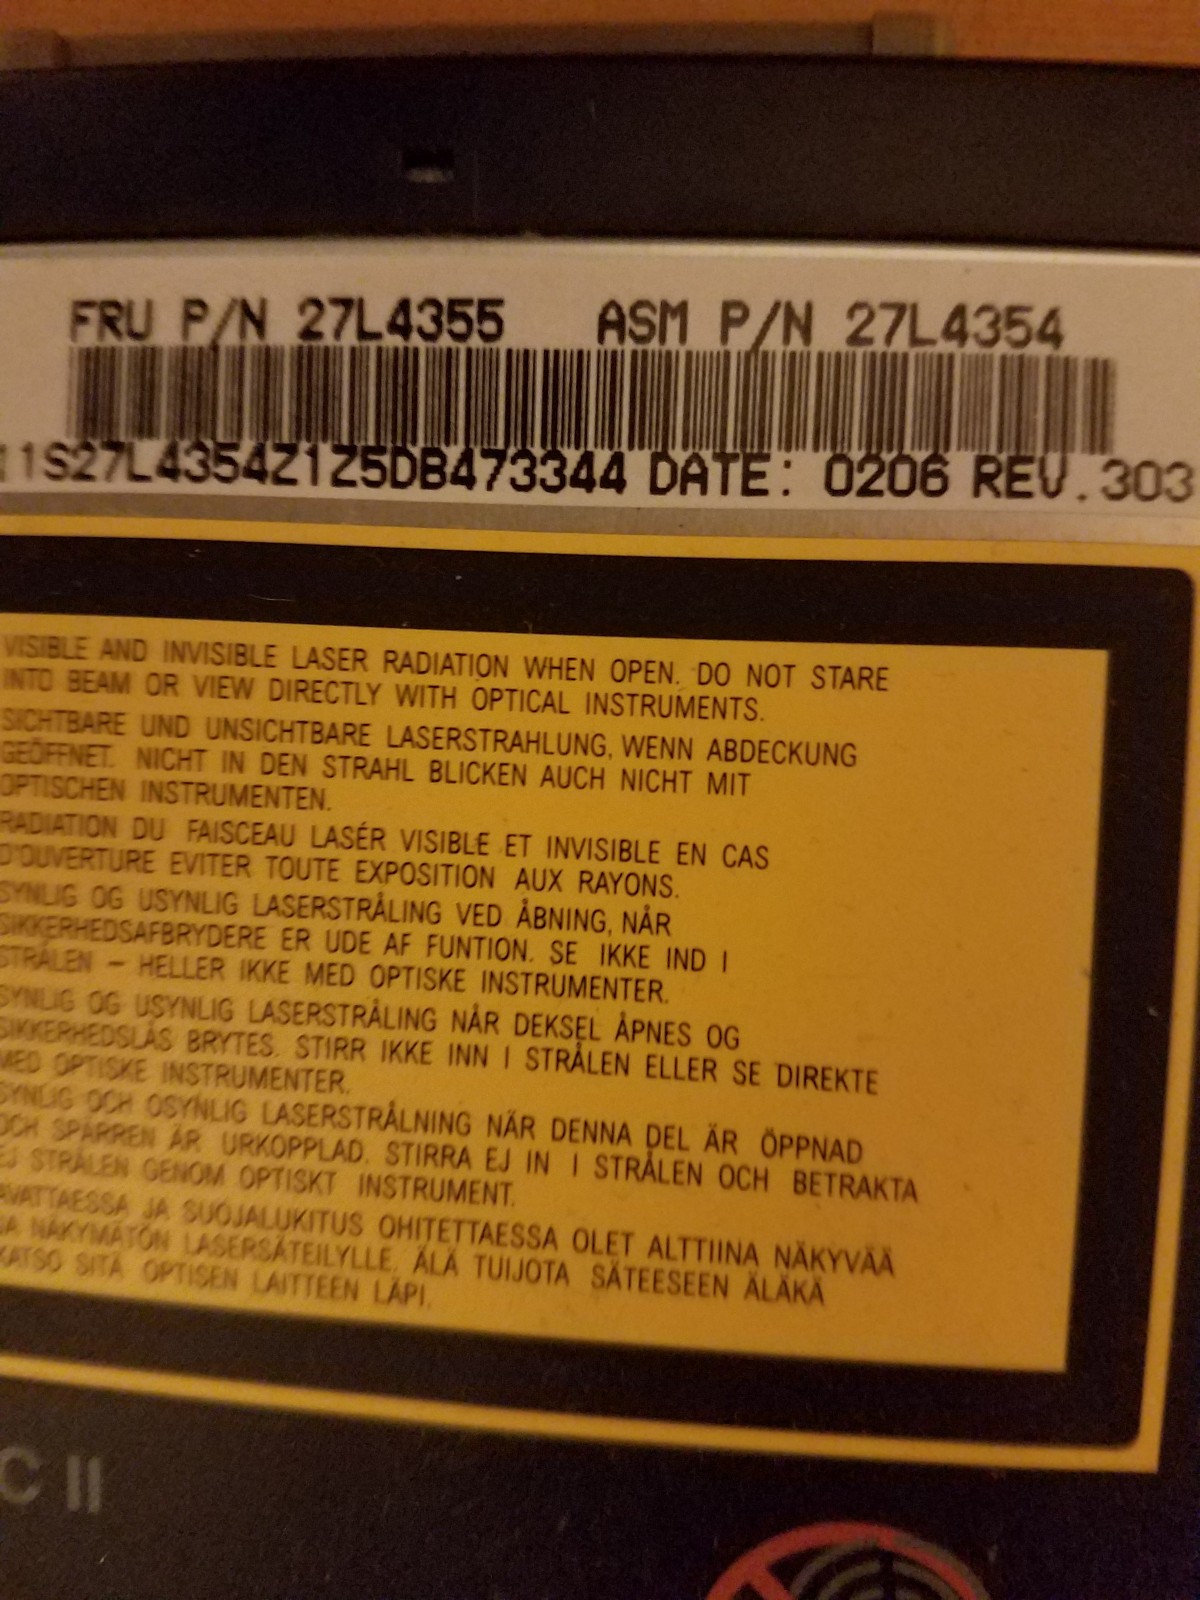 FRU P/N 27L4355 ASM P/N 27L4354
11S27L4354Z1Z5DB473344 DATE: 0206 REV.303
VISIBLE AND INVISIBLE LASER RADIATION WHEN OPEN. DO NOT STARE
INTO BEAM OR VIEW DIRECTLY WITH OPTICAL INSTRUMENTS.
SICHTBARE UND UNSICHTBARE LASERSTRAHLUNG, WENN ABDECKUNG
GEÖFFNET. NICHT IN DEN STRAHL BLICKEN AUCH NICHT MIT
OPTISCHEN INSTRUMENTEN.
RADIATION DU FAISCEAU LASÉR VISIBLE ET INVISIBLE EN CAS
D'OUVERTURE EVITER TOUTE EXPOSITION AUX RAYONS.
SYNLIG OG USYNLIG LASERSTRÅLING VED ÅBNING, NÅR
SIKKERHEDSAFBRYDERE ER UDE AF FUNTION. SE IKKE IND I
STRÅLEN – HELLER IKKE MED OPTISKE INSTRUMENTER.
SYNLIG OG USYNLIG LASERSTRÅLING NÅR DEKSEL ÅPNES OG
SIKKERHEDSLÅS BRYTES. STIRR IKKE INN I STRÅLEN ELLER SE DIREKTE
MED OPTISKE INSTRUMENTER.
SYNLIG OCH OSYNLIG LASERSTRÅLNING NÄR DENNA DEL ÄR ÖPPNAD
OCH SPÄRREN ÄR URKOPPLAD. STIRRA EJ IN I STRÅLEN OCH BETRAKTA
EJ STRÅLEN GENOM OPTISKT INSTRUMENT.
AVATTAESSA JA SUOJALUKITUS OHITETTAESSA OLET ALTTIINA NÄKYVÄÄ
JA NÄKYMÄTÖN LASERSÄTEILYLLE. ÄLÄ TUIJOTA SÄTEESEEN ÄLÄKÄ
KATSO SITÄ OPTISEN LAITTEEN LÄPI.
C II